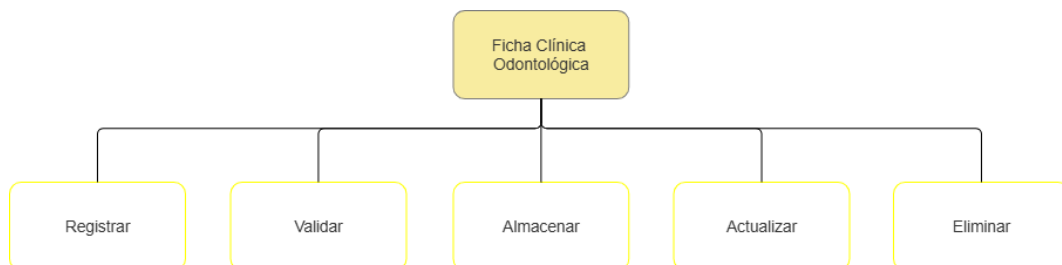 Ficha Clínica
Odontológica
Registrar
Validar
Almacenar
Actualizar
Eliminar